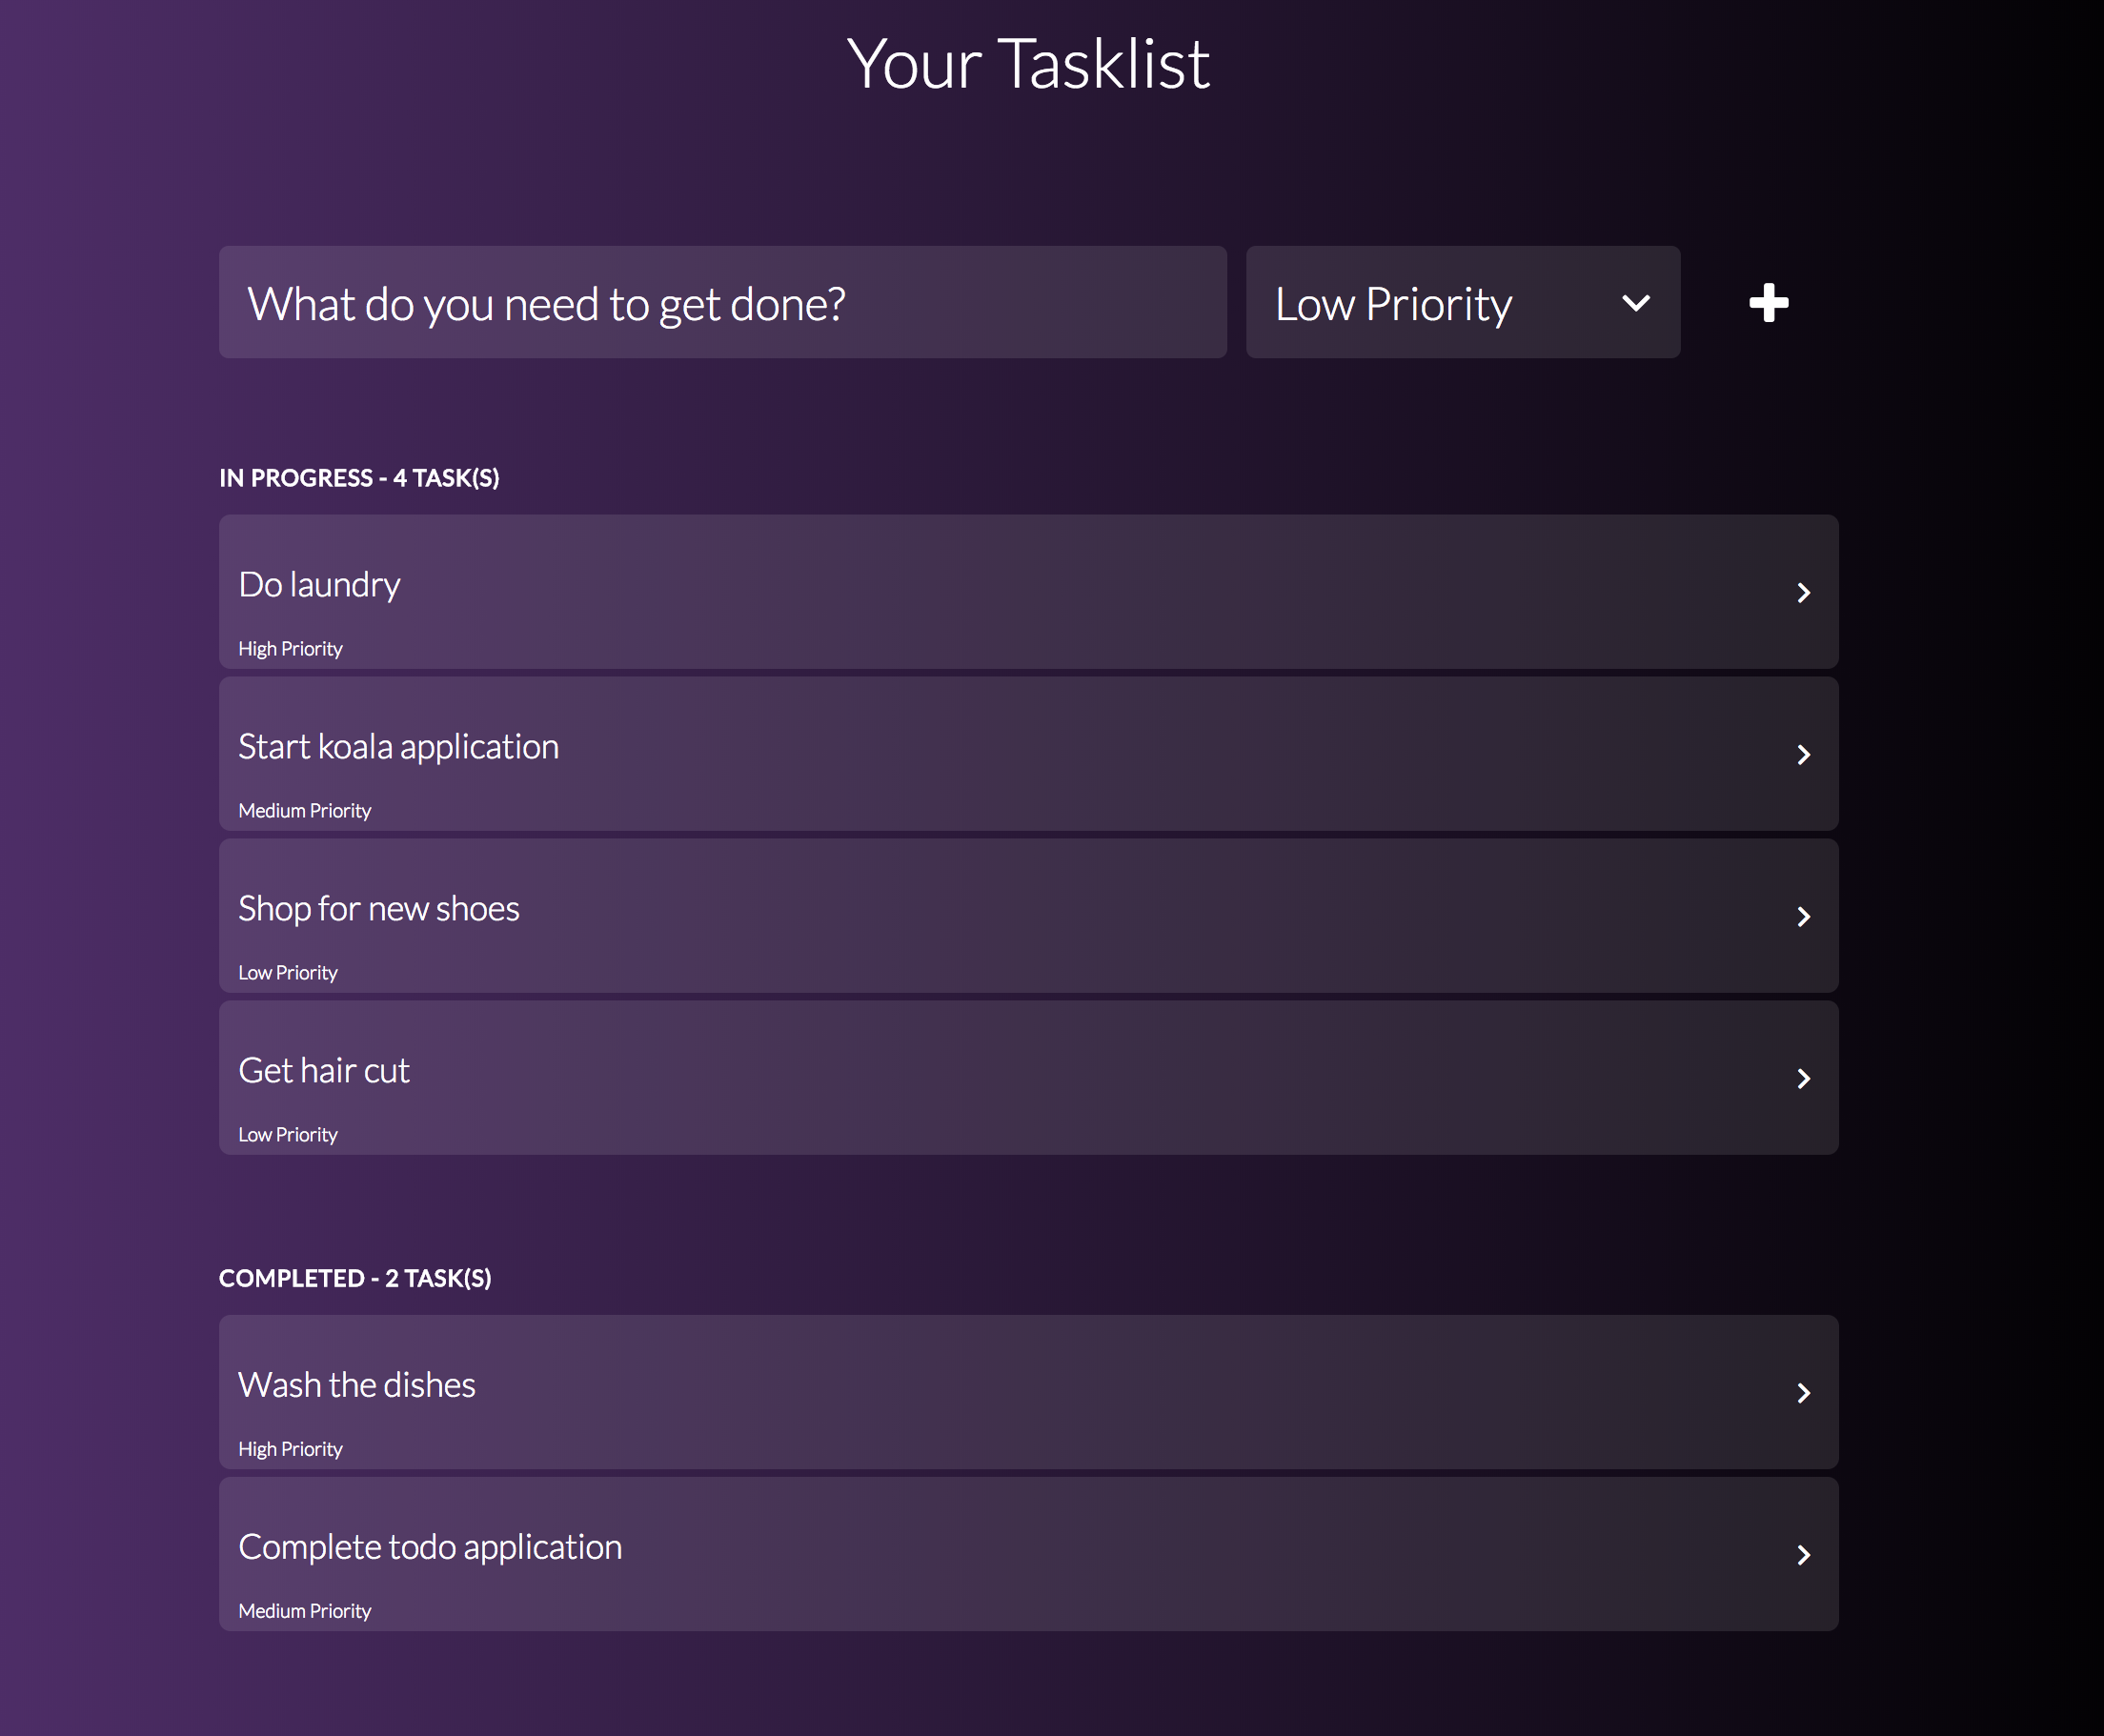 Your Tasklist
What do you need to get done? Low Priority
IN PROGRESS - 4 TASK(S)
Do laundry
High Priority
Start koala application
Medium Priority
Shop for new shoes
Low Priority
Get hair cut
Low Priority
COMPLETED - 2 TASK(S)
Wash the dishes
High Priority
Complete todo application
Medium Priority